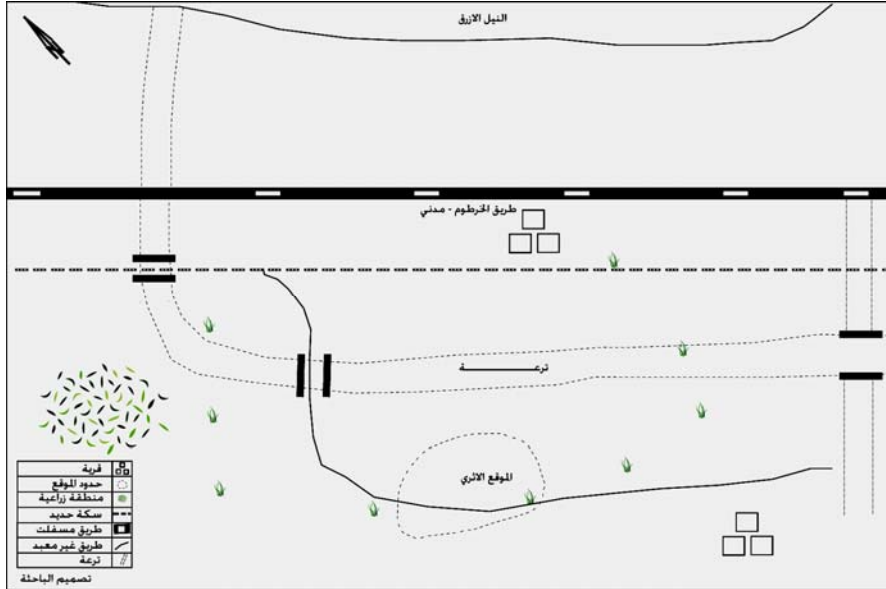 النيل الازرق
طريق الخرطوم - مدني
ترعة
الموقع الاثري
قرية
حدود الموقع
منطقة زراعية
سكة حديد
طريق مسفلت
طريق غير معبد
ترعة
تصميم الباحثة